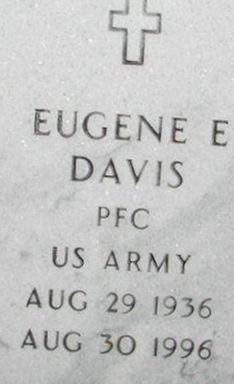 EUGENE E
DAVIS
PFC
US ARMY
AUG 29 1936
AUG 30 1996